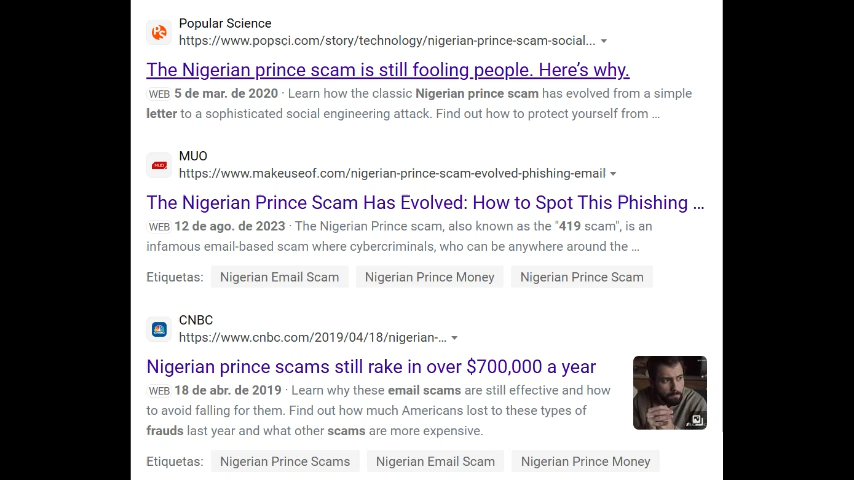 Popular Science
https://www.popsci.com/story/technology/nigerian-prince-scam-social...
The Nigerian prince scam is still fooling people. Here’s why.
WEB 5 de mar. de 2020 · Learn how the classic Nigerian prince scam has evolved from a simple
letter to a sophisticated social engineering attack. Find out how to protect yourself from ...
MUO
MUO
https://www.makeuseof.com/nigerian-prince-scam-evolved-phishing-email
The Nigerian Prince Scam Has Evolved: How to Spot This Phishing ...
WEB 12 de ago. de 2023 · The Nigerian Prince scam, also known as the "419 scam", is an
infamous email-based scam where cybercriminals, who can be anywhere around the ...
Etiquetas: Nigerian Email Scam Nigerian Prince Money Nigerian Prince Scam
CNBC
https://www.cnbc.com/2019/04/18/nigerian-...
Nigerian prince scams still rake in over $700,000 a year
WEB 18 de abr. de 2019 · Learn why these email scams are still effective and how
to avoid falling for them. Find out how much Americans lost to these types of
frauds last year and what other scams are more expensive.
Etiquetas: Nigerian Prince Scams Nigerian Email Scam Nigerian Prince Money